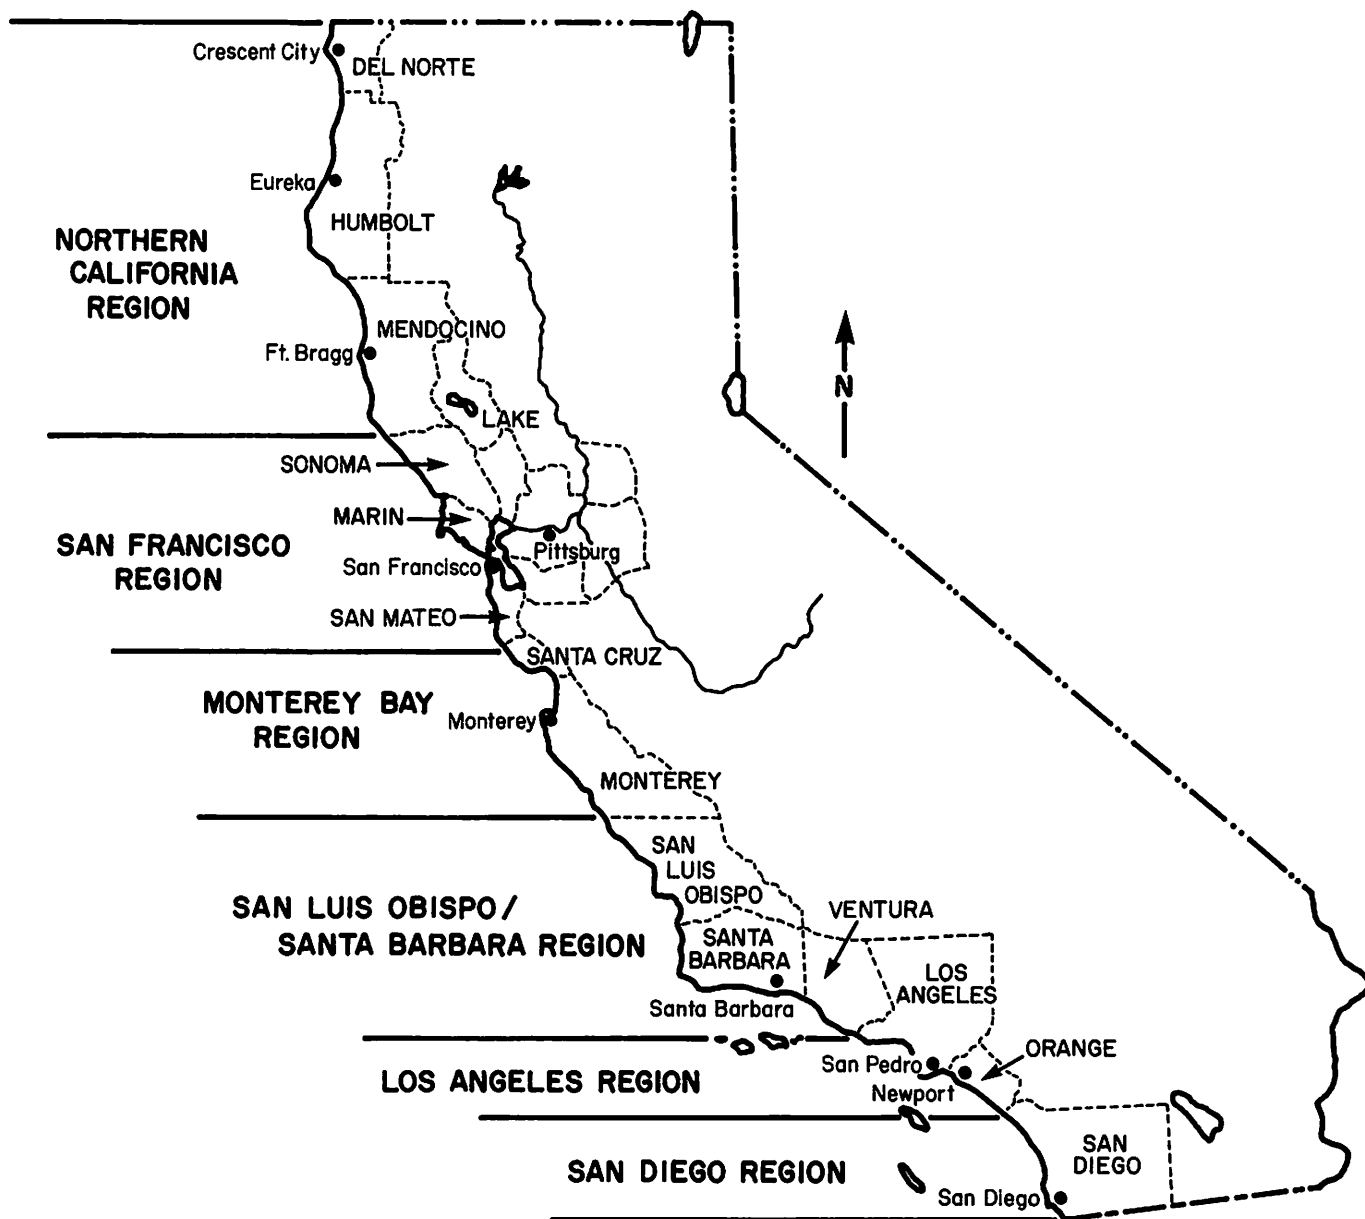 Crescent City
DEL NORTE
Eureka
HUMBOLT
NORTHERN
CALIFORNIA
REGION
MENDOCINO
Ft. Bragg
N
LAKE
SONOMA
MARIN
SAN FRANCISCO
REGION
Pittsburg
San Francisco
SAN MATEO
SANTA CRUZ
MONTEREY BAY
REGION
Monterey
MONTEREY
SAN
LUIS
OBISPO
SAN LUIS OBISPO/
SANTA BARBARA REGION
VENTURA
SANTA
BARBARA
LOS
ANGELES
Santa Barbara
ORANGE
San Pedro
LOS ANGELES REGION
Newport
SAN
DIEGO
SAN DIEGO REGION
San Diego